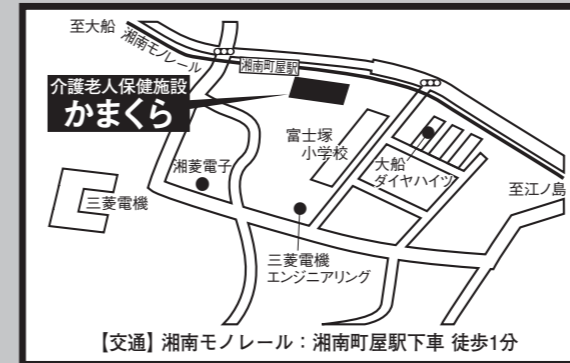 至大船
湘南モノレール
湘南町屋駅
介護老人保健施設
かまくら
富士塚
小学校
大船
ダイヤハイツ
湘菱電子
至江ノ島
三菱電機
三菱電機
エンジニアリング
【交通】湘南モノレール：湘南町屋駅下車 徒歩1分